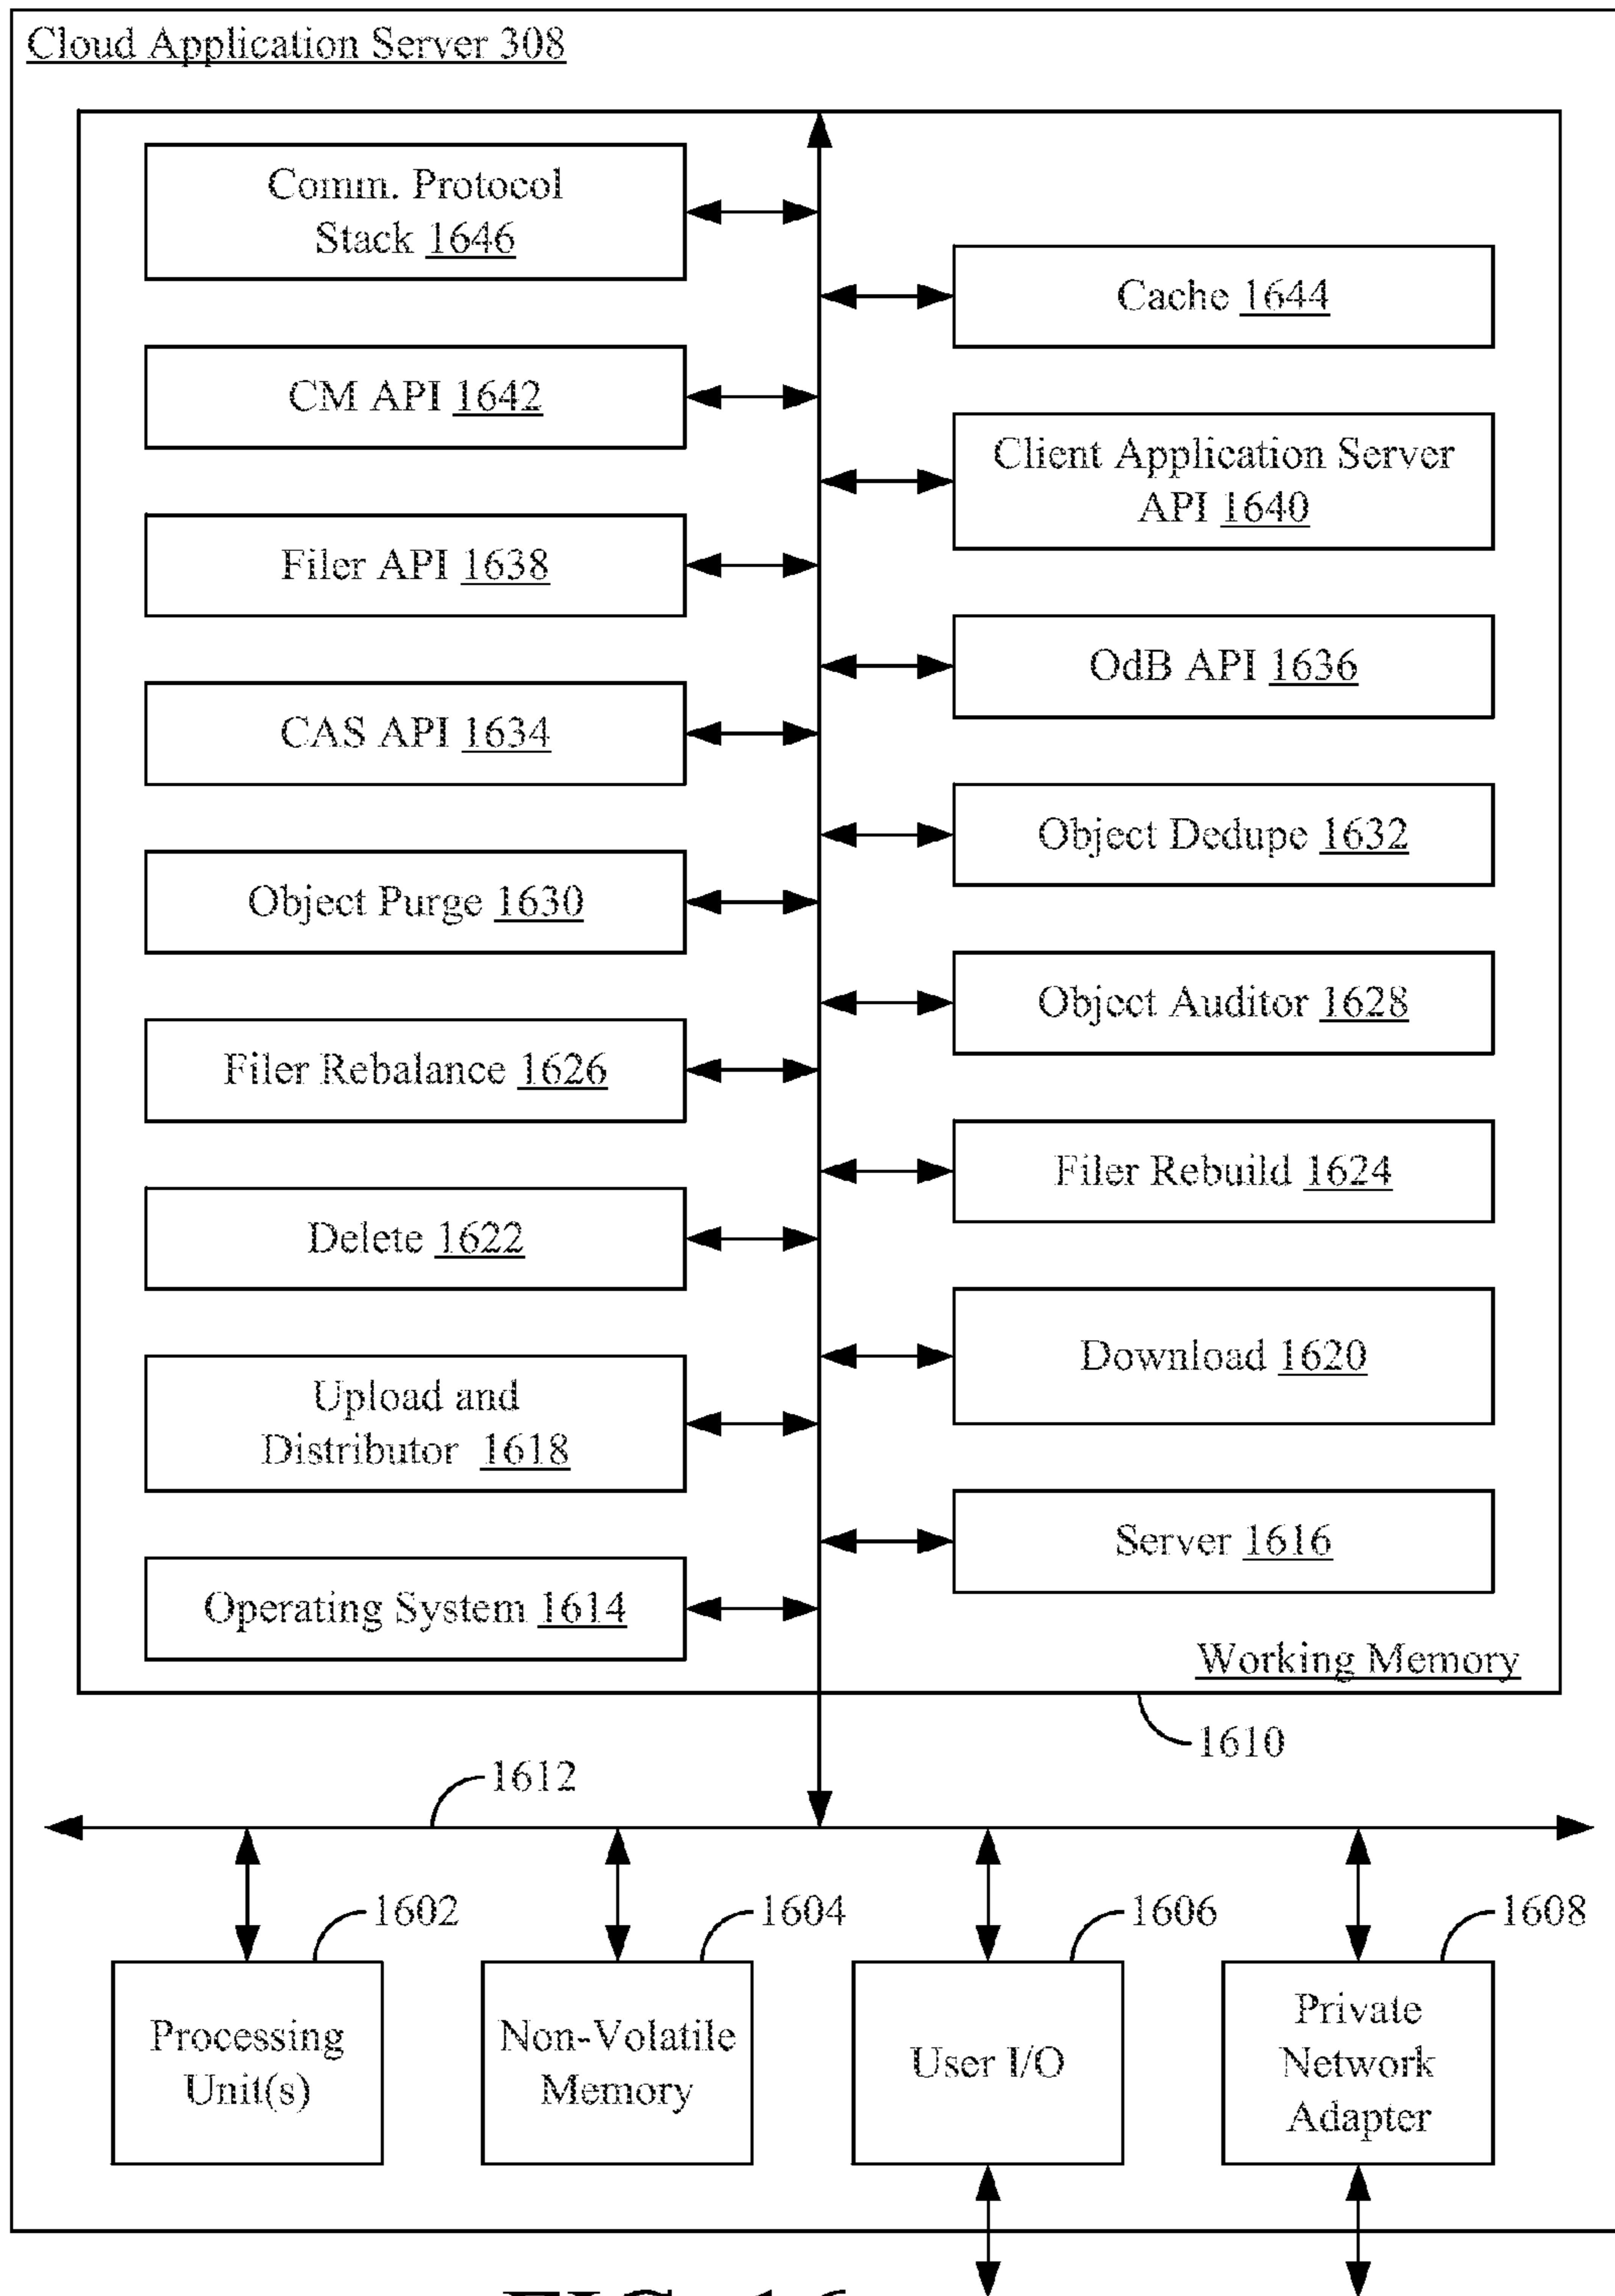 Cloud Application Server 308
Comm. Protocol
Stack 1646
Cache 1644
CM API 1642
Client Application Server
API 1640
Filer API 1638
OdB API 1636
CAS API 1634
Object Dedupe 1632
Object Purge 1630
Object Auditor 1628
Filer Rebalance 1626
Filer Rebuild 1624
Delete 1622
Download 1620
Upload and
Distributor 1618
Server 1616
Operating System 1614
Working Memory
1610
1612
1602
1604
1606
1608
Processing
Unit(s)
Non-Volatile
Memory
User I/O
Private
Network
Adapter